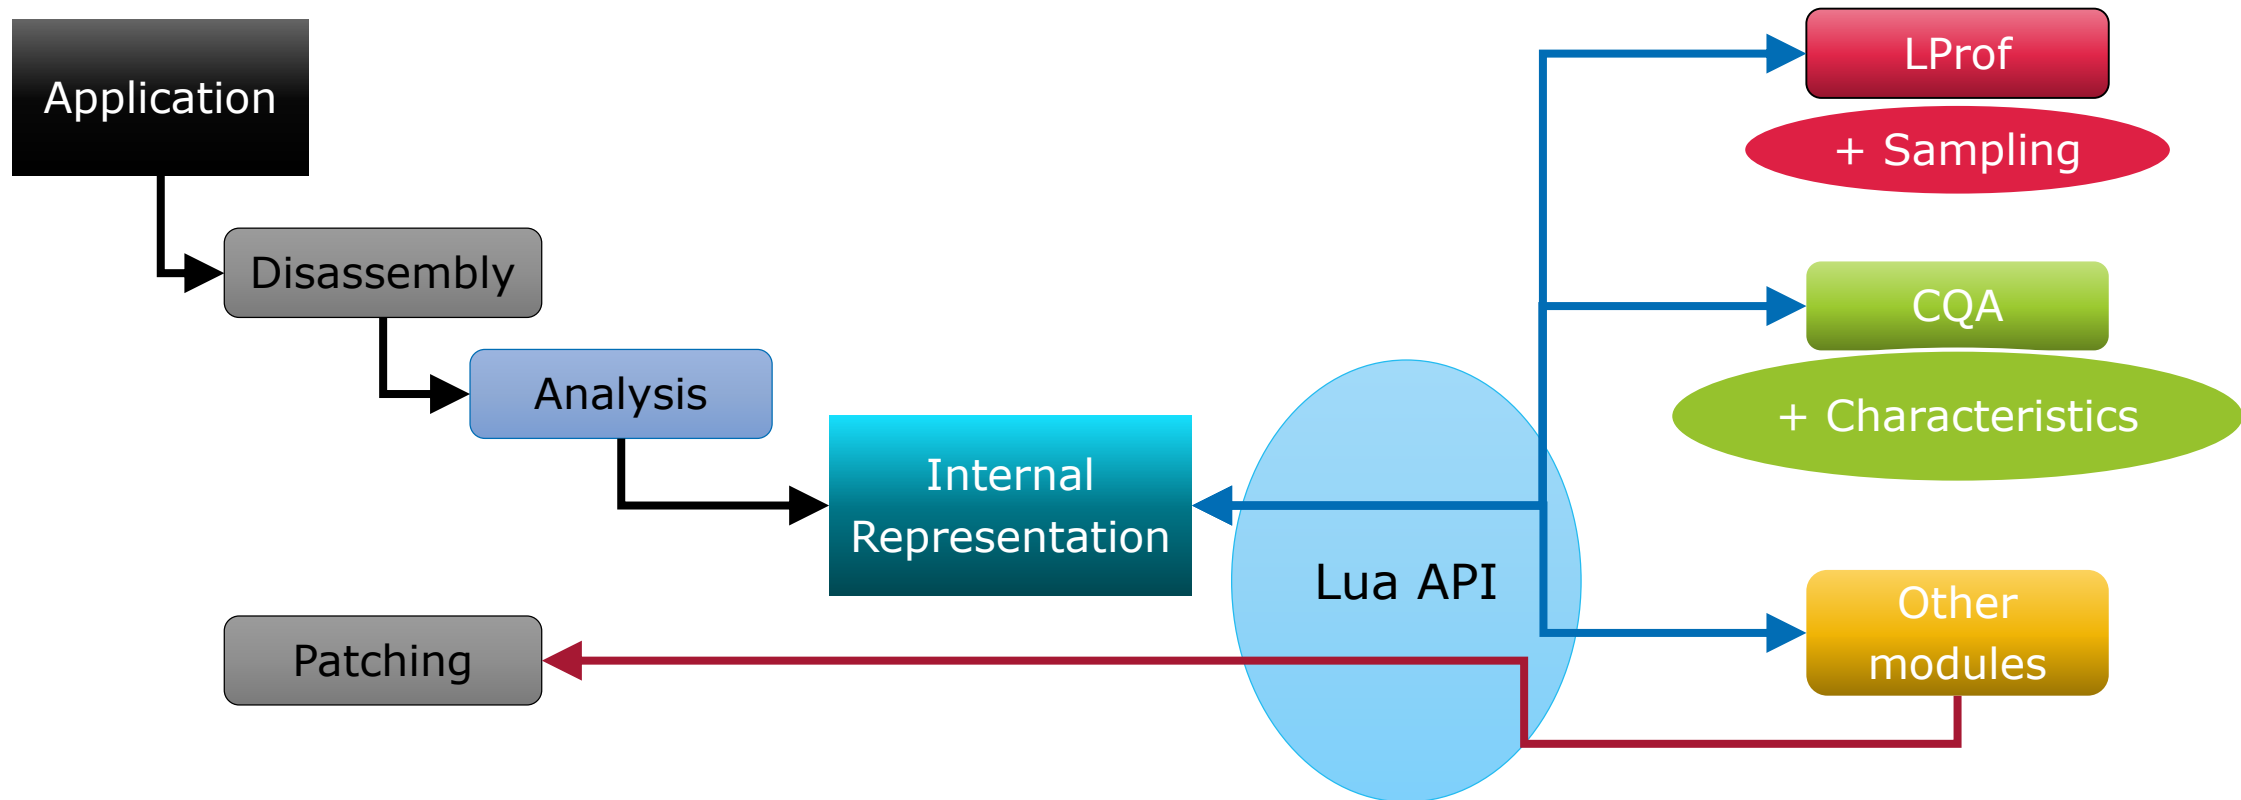 Application
Disassembly
Analysis
Internal
Representation
Patching
Lua API
LProf
+ Sampling
CQA
+ Characteristics
Other
modules